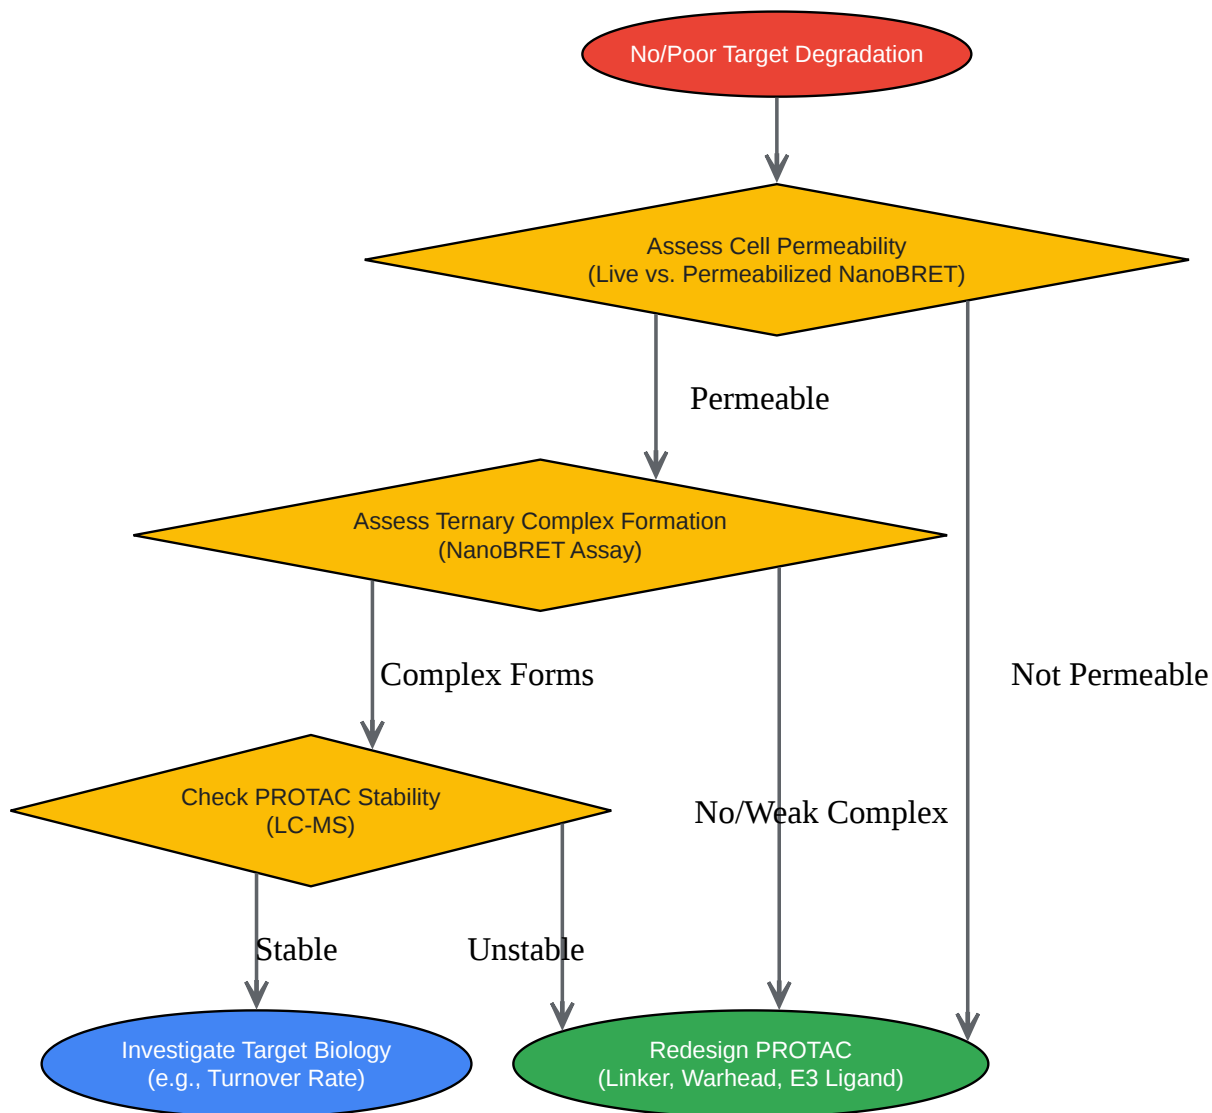 No/Poor Target Degradation
Assess Cell Permeability
(Live vs. Permeabilized NanoBRET)
Permeable
Assess Ternary Complex Formation
(NanoBRET Assay)
Complex Forms
Not Permeable
Check PROTAC Stability
(LC-MS)
No/Weak Complex
Stable
Unstable
Investigate Target Biology
(e.g., Turnover Rate)
Redesign PROTAC
(Linker, Warhead, E3 Ligand)